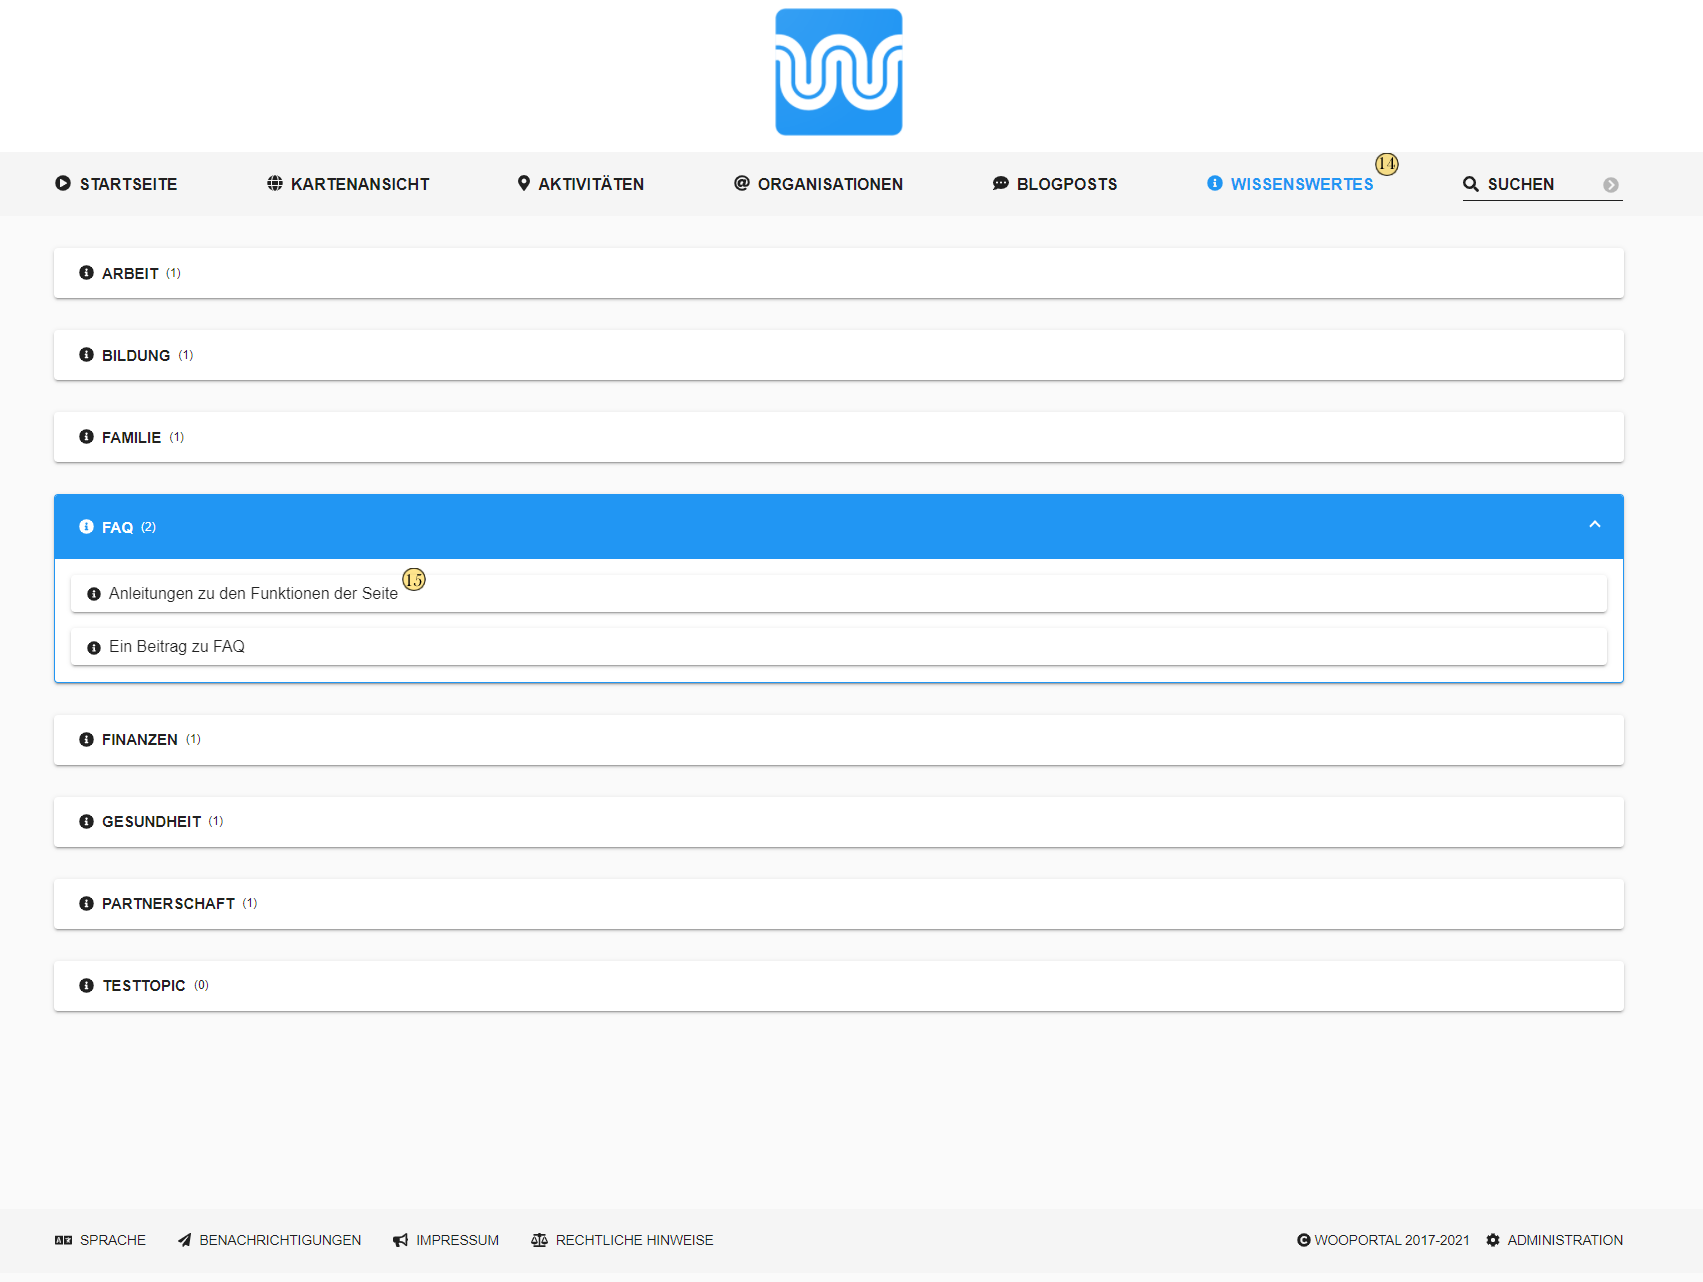 STARTSEITE KARTENANSICHT AKTIVITÄTEN ORGANISATIONEN BLOGPOSTS WISSENSWERTES 14 SUCHEN
ARBEIT (1)
BILDUNG (1)
FAMILIE (1)
FAQ (2)
Anleitungen zu den Funktionen der Seite 15
Ein Beitrag zu FAQ
FINANZEN (1)
GESUNDHEIT (1)
PARTNERSCHAFT (1)
TESTTOPIC (0)
SPRACHE BENACHRICHTIGUNGEN IMPRESSUM RECHTLICHE HINWEISE © WOOPORTAL 2017-2021 ADMINISTRATION